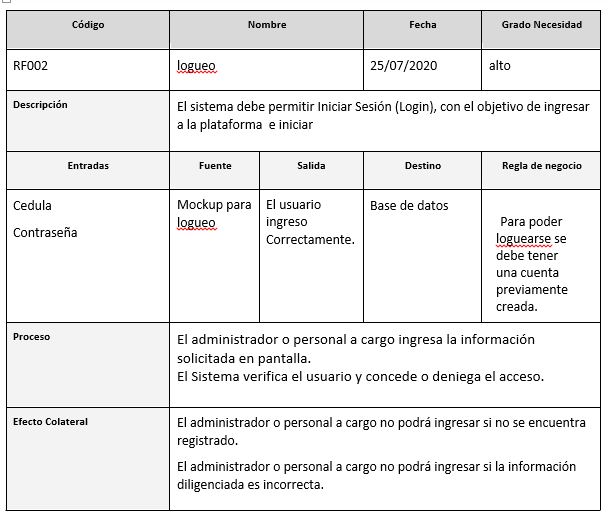 Código Nombre Fecha Grado Necesidad
RF002 logueo 25/07/2020 alto
Descripción
El sistema debe permitir Iniciar Sesión (Login), con el objetivo de ingresar
a la plataforma e iniciar
Entradas Fuente Salida Destino Regla de negocio
Cedula
Contraseña
Mockup para
logueo
El usuario
ingreso
Correctamente.
Base de datos
Para poder
loguearse se
debe tener
una cuenta
previamente
creada.
Proceso
El administrador o personal a cargo ingresa la información
solicitada en pantalla.
El Sistema verifica el usuario y concede o deniega el acceso.
Efecto Colateral
El administrador o personal a cargo no podrá ingresar si no se encuentra
registrado.
El administrador o personal a cargo no podrá ingresar si la información
diligenciada es incorrecta.